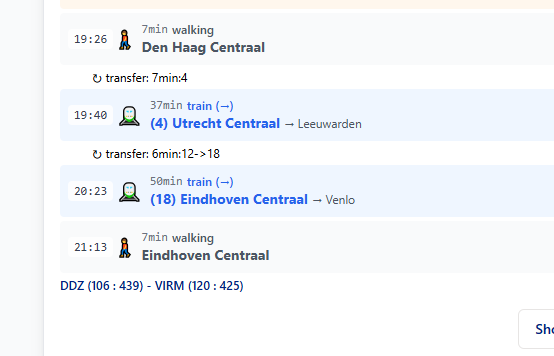 19:26
7min walking
Den Haag Centraal
↻ transfer: 7min:4
19:40
37min train (→)
(4) Utrecht Centraal → Leeuwarden
↻ transfer: 6min:12->18
20:23
50min train (→)
(18) Eindhoven Centraal → Venlo
21:13
7min walking
Eindhoven Centraal
DDZ (106 : 439) - VIRM (120 : 425)
Sho